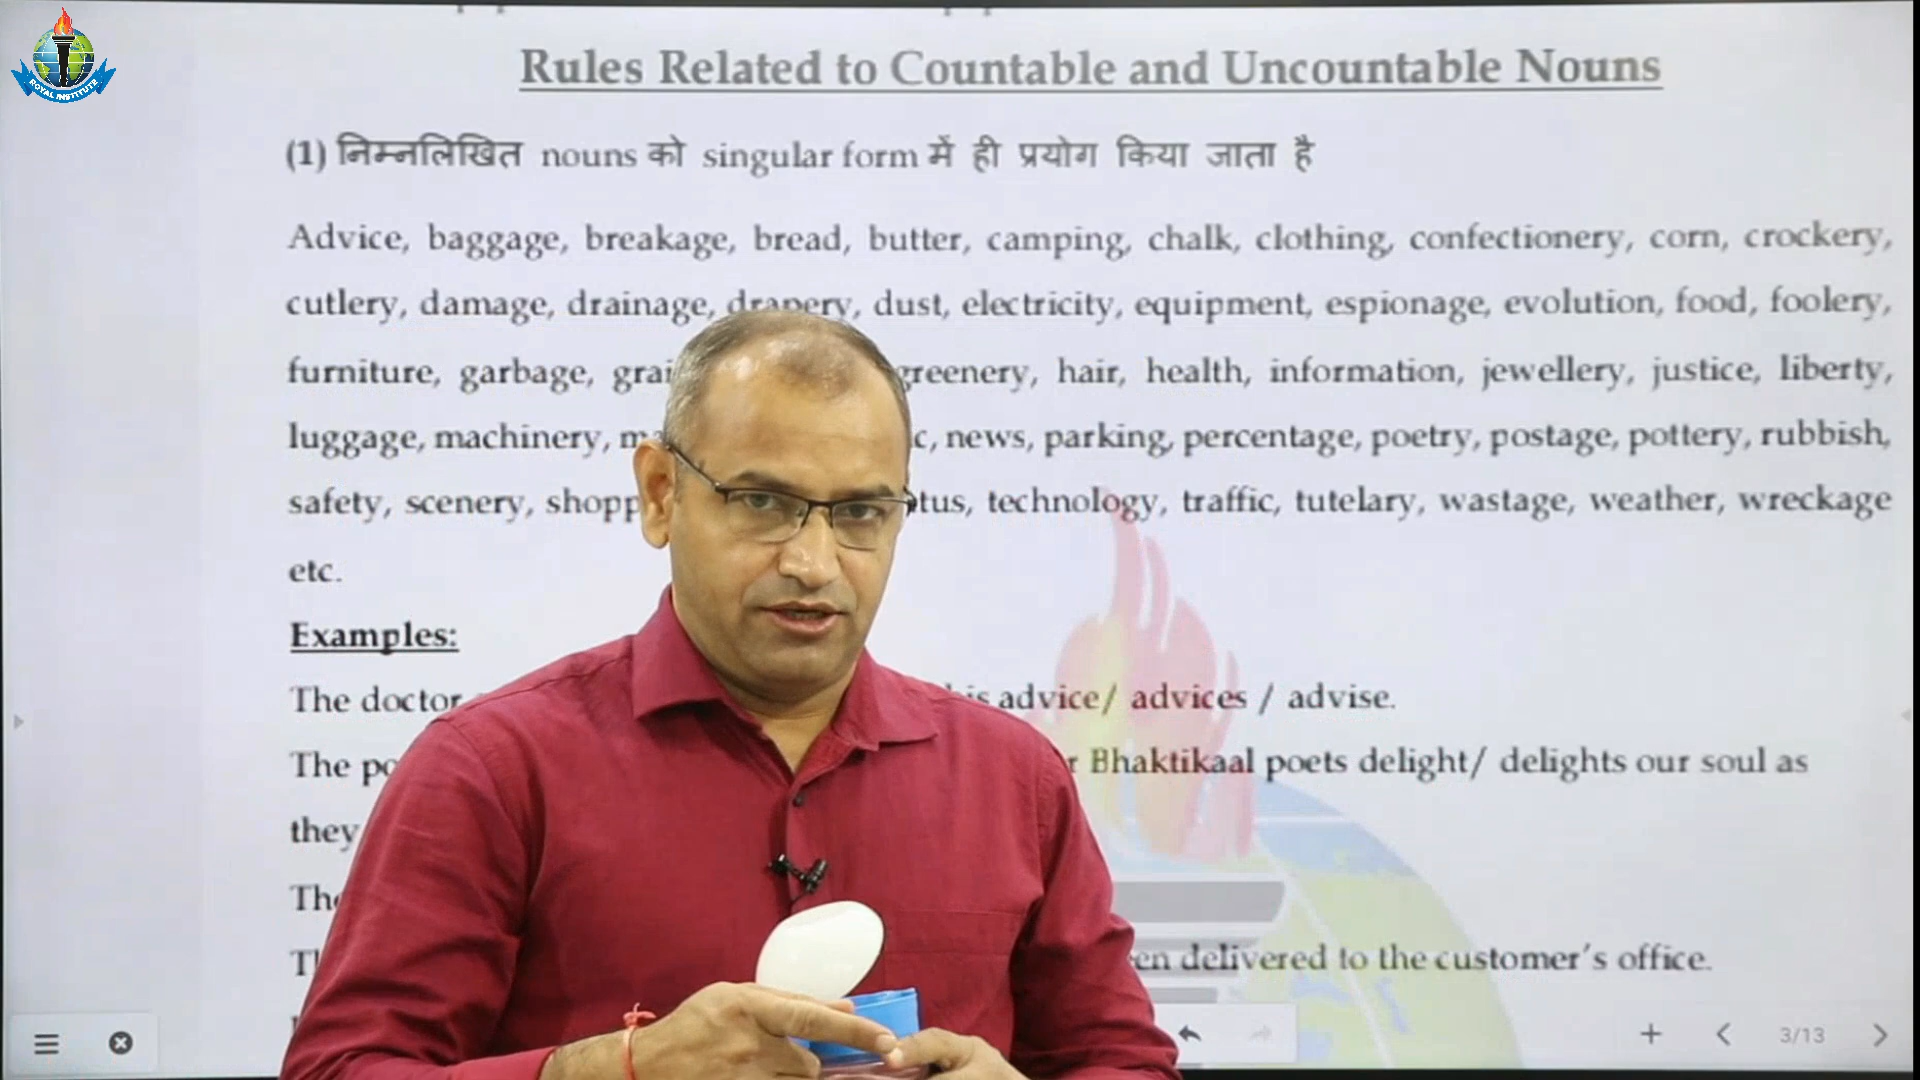 ROYAL INSTITUTE
Rules Related to Countable and Uncountable Nouns
(1) निम्नलिखित nouns को singular form में ही प्रयोग किया जाता है
Advice, baggage, breakage, bread, butter, camping, chalk, clothing, confectionery, corn, crockery,
cutlery, damage, drainage, drapery, dust, electricity, equipment, espionage, evolution, food, foolery,
furniture, garbage, greenery, hair, health, information, jewellery, justice, liberty,
luggage, machinery, news, parking, percentage, poetry, postage, pottery, rubbish,
safety, scenery, technology, traffic, tutelary, wastage, weather, wreckage
etc.
Examples:
The doctor advice/ advices / advise.
The Bhaktikaal poets delight/ delights our soul as
they
delivered to the customer's office.
3/13